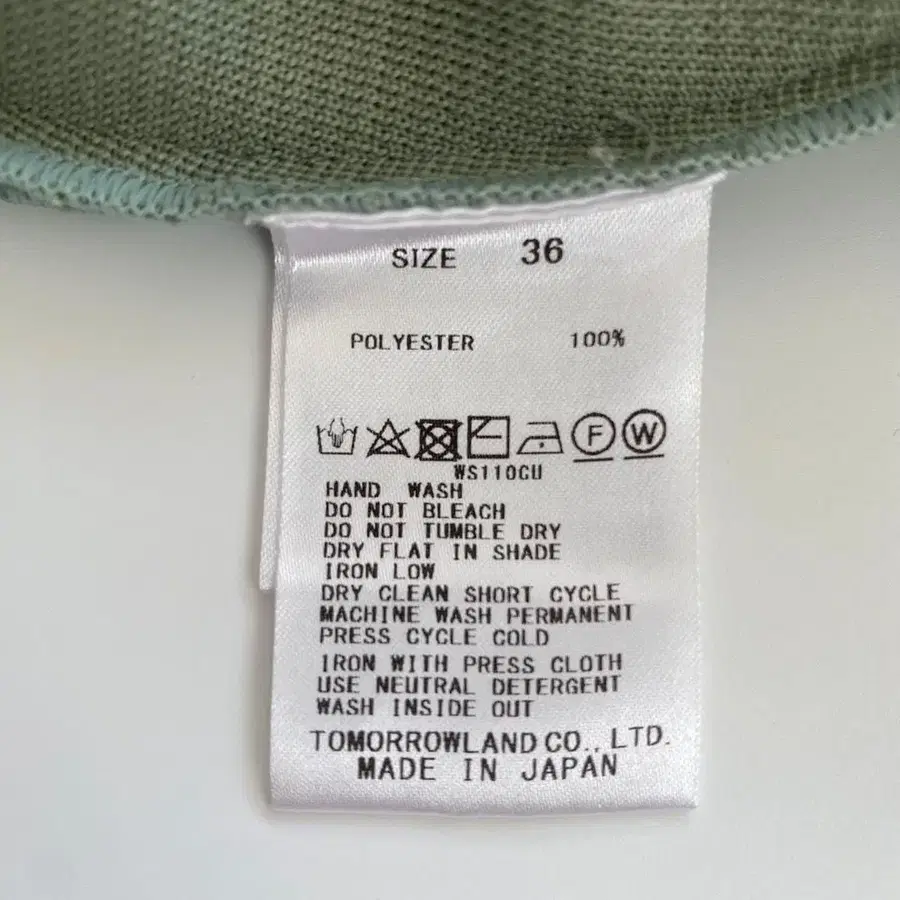 SIZE 36
POLYESTER 100%
F W
WS110CU
HAND WASH
DO NOT BLEACH
DO NOT TUMBLE DRY
DRY FLAT IN SHADE
IRON LOW
DRY CLEAN SHORT CYCLE
MACHINE WASH PERMANENT
PRESS CYCLE COLD
IRON WITH PRESS CLOTH
USE NEUTRAL DETERGENT
WASH INSIDE OUT
TOMORROWLAND CO., LTD.
MADE IN JAPAN